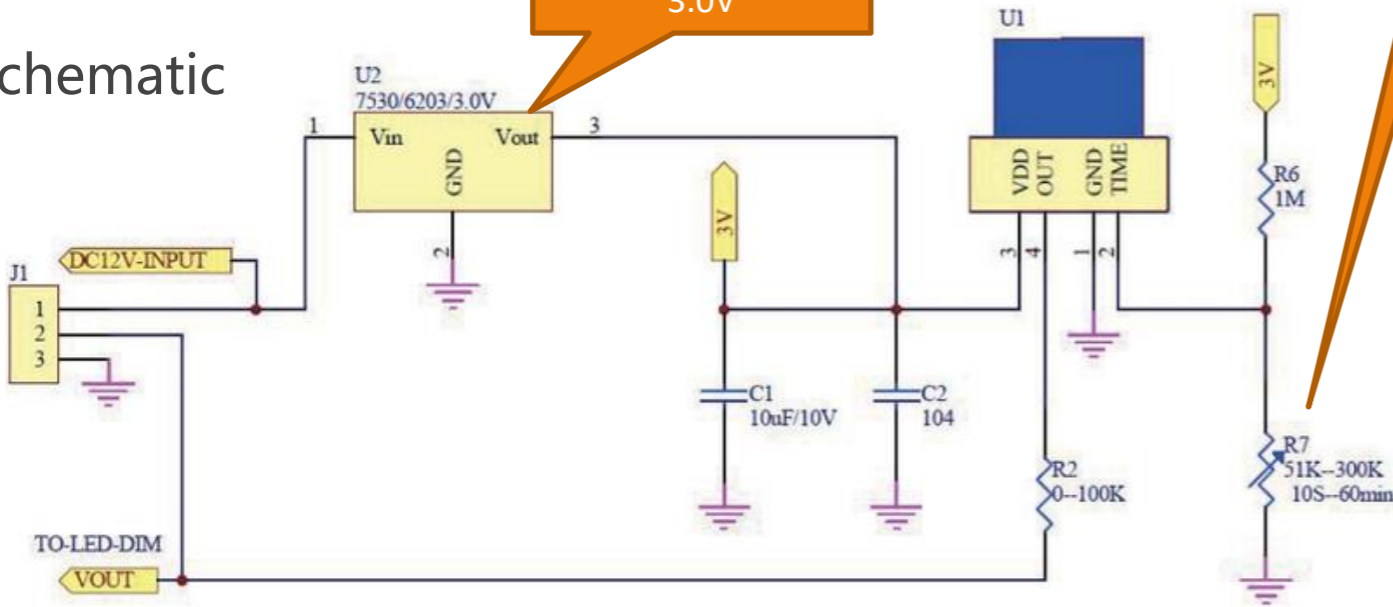 3.0V
chematic
U2
7530/6203/3.0V
1
Vin
Vout
3
GND
2
U1
VDD
OUT
GND
TIME
3
4
1
2
3V
R6
1M
3V
DC12V-INPUT
J1
1
2
3
C1
10uF/10V
C2
104
R2
0--100K
R7
51K--300K
10S--60min
TO-LED-DIM
VOUT